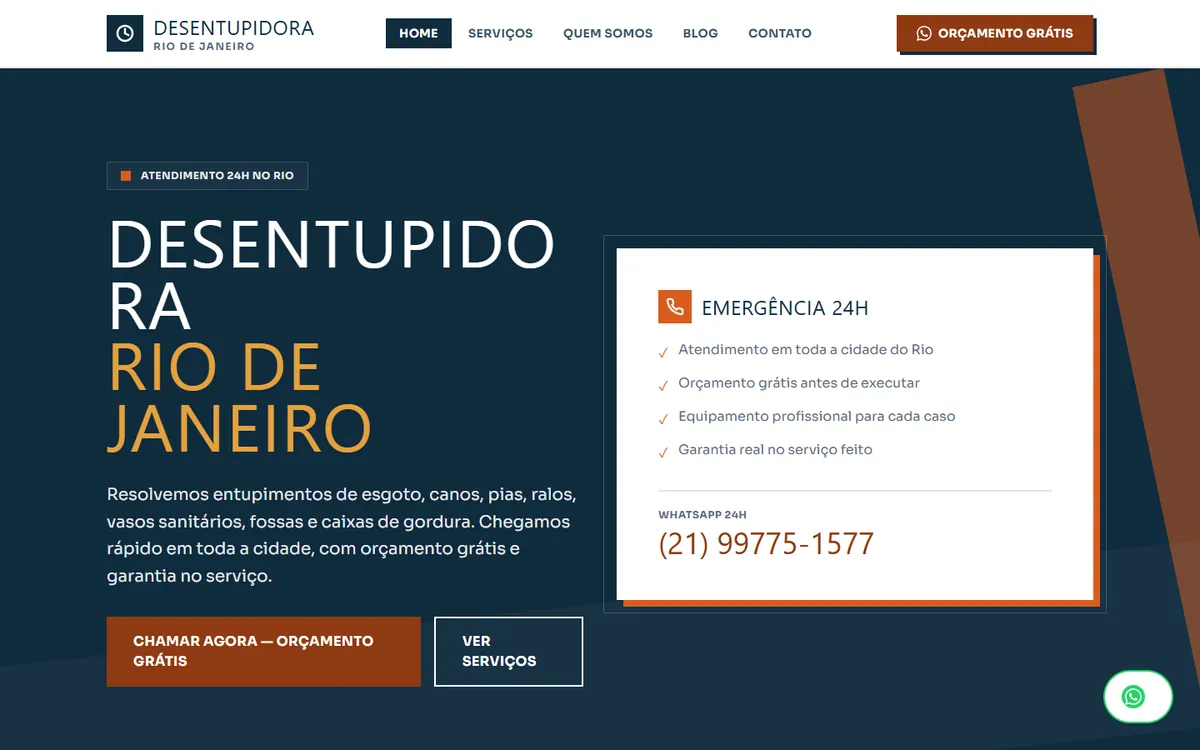 DESENTUPIDORA
RIO DE JANEIRO
HOME
SERVIÇOS
QUEM SOMOS
BLOG
CONTATO
ORÇAMENTO GRÁTIS
ATENDIMENTO 24H NO RIO
DESENTUPIDO
RA
RIO DE
JANEIRO
Resolvemos entupimentos de esgoto, canos, pias, ralos,
vasos sanitários, fossas e caixas de gordura. Chegamos
rápido em toda a cidade, com orçamento grátis e
garantia no serviço.
CHAMAR AGORA — ORÇAMENTO
GRÁTIS
VER
SERVIÇOS
EMERGÊNCIA 24H
✓ Atendimento em toda a cidade do Rio
✓ Orçamento grátis antes de executar
✓ Equipamento profissional para cada caso
✓ Garantia real no serviço feito
WHATSAPP 24H
(21) 99775-1577